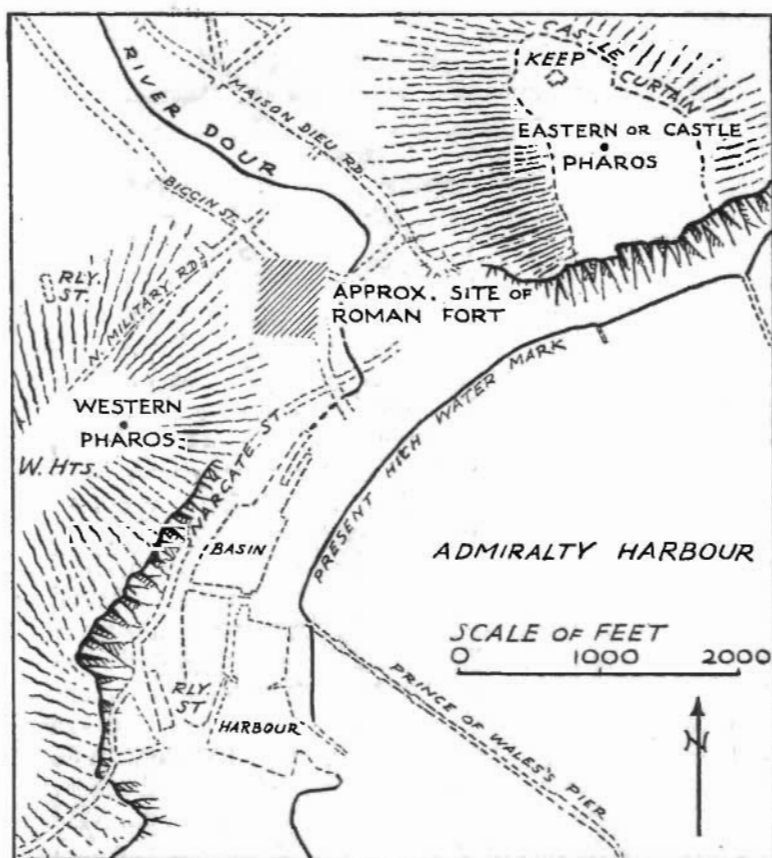 CASTLE
CURTAIN
KEEP
RIVER DOUR
MAISON DIEU RD.
EASTERN OR CASTLE
PHAROS
BIGGIN ST.
RLY.
ST.
N. MILITARY RD.
APPROX. SITE OF
ROMAN FORT
WESTERN
PHAROS
W. HTS.
SNARGATE ST.
PRESENT HIGH WATER MARK
BASIN
ADMIRALTY HARBOUR
SCALE OF FEET
0 1000 2000
RLY.
ST
HARBOUR
PRINCE OF WALES'S PIER
N